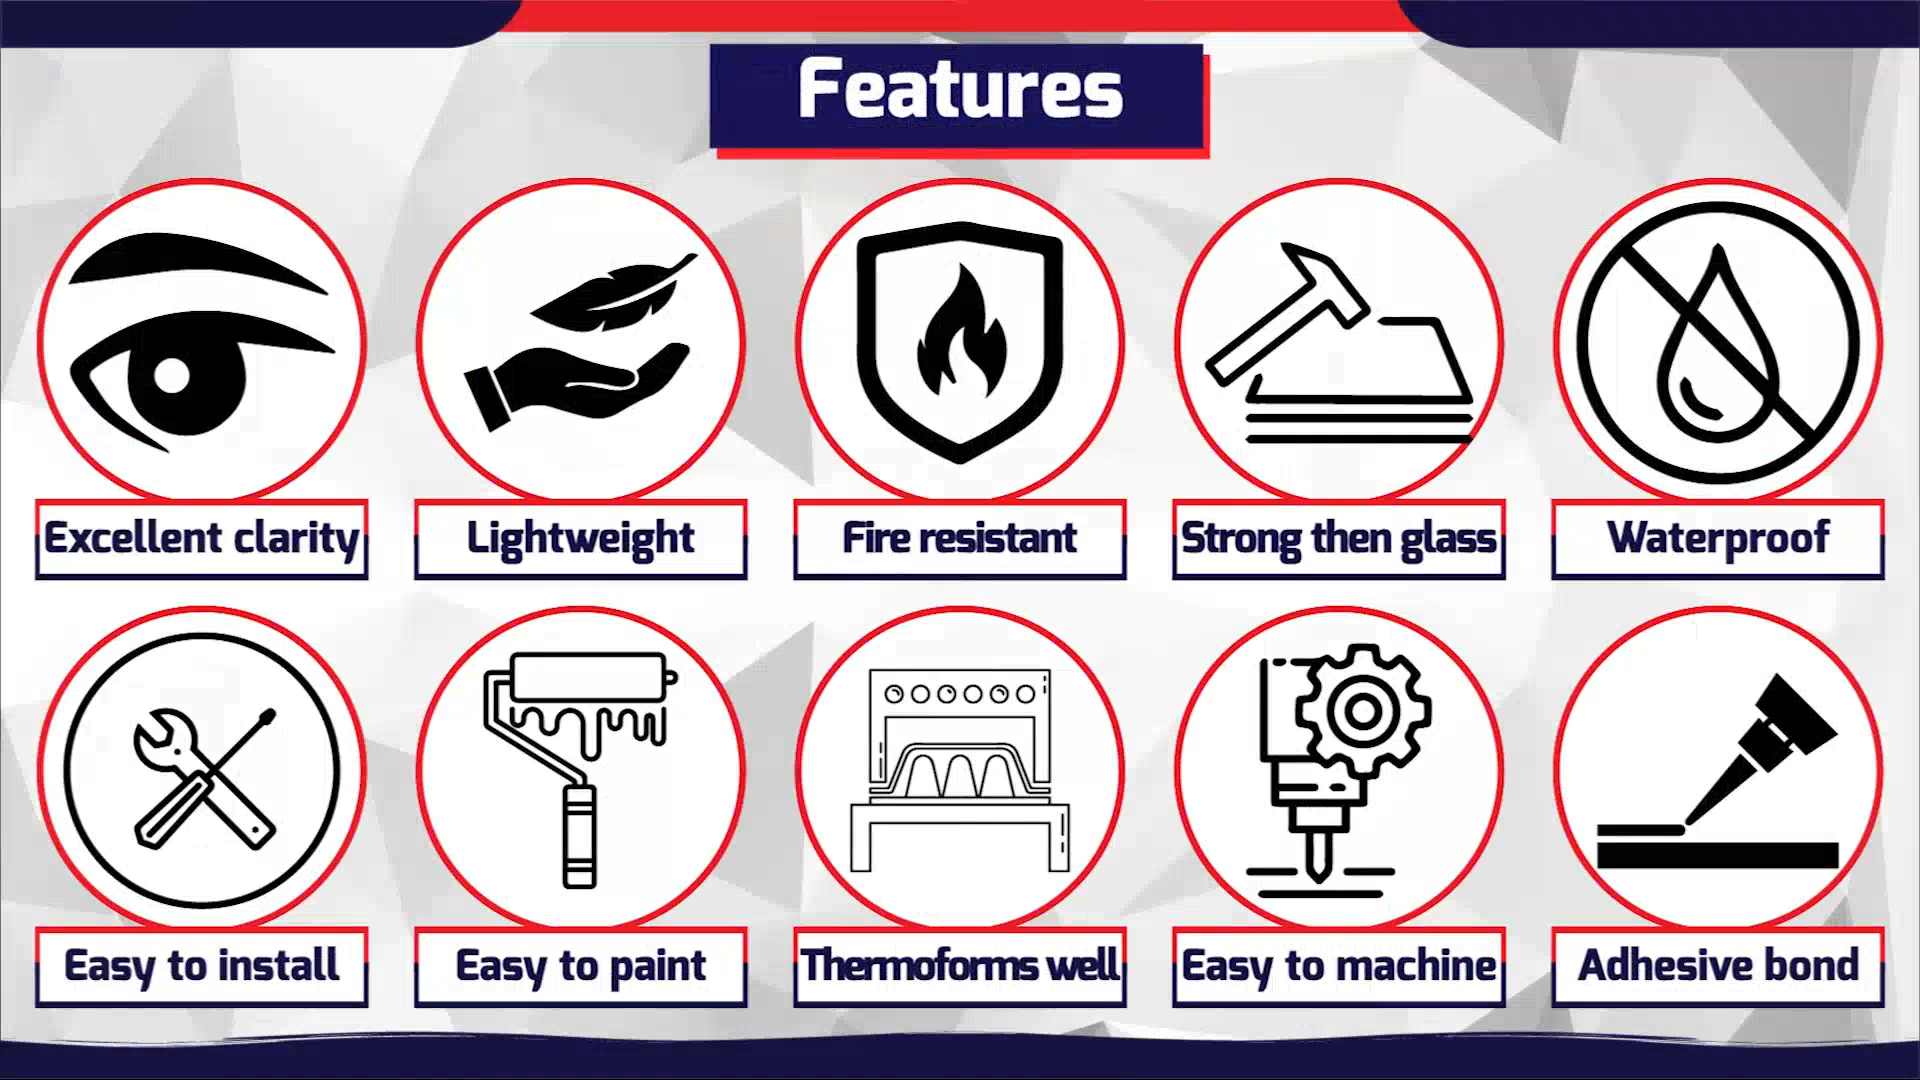 Features
Excellent clarity
Lightweight
Fire resistant
Strong then glass
Waterproof
Easy to install
Easy to paint
Thermoforms well
Easy to machine
Adhesive bond